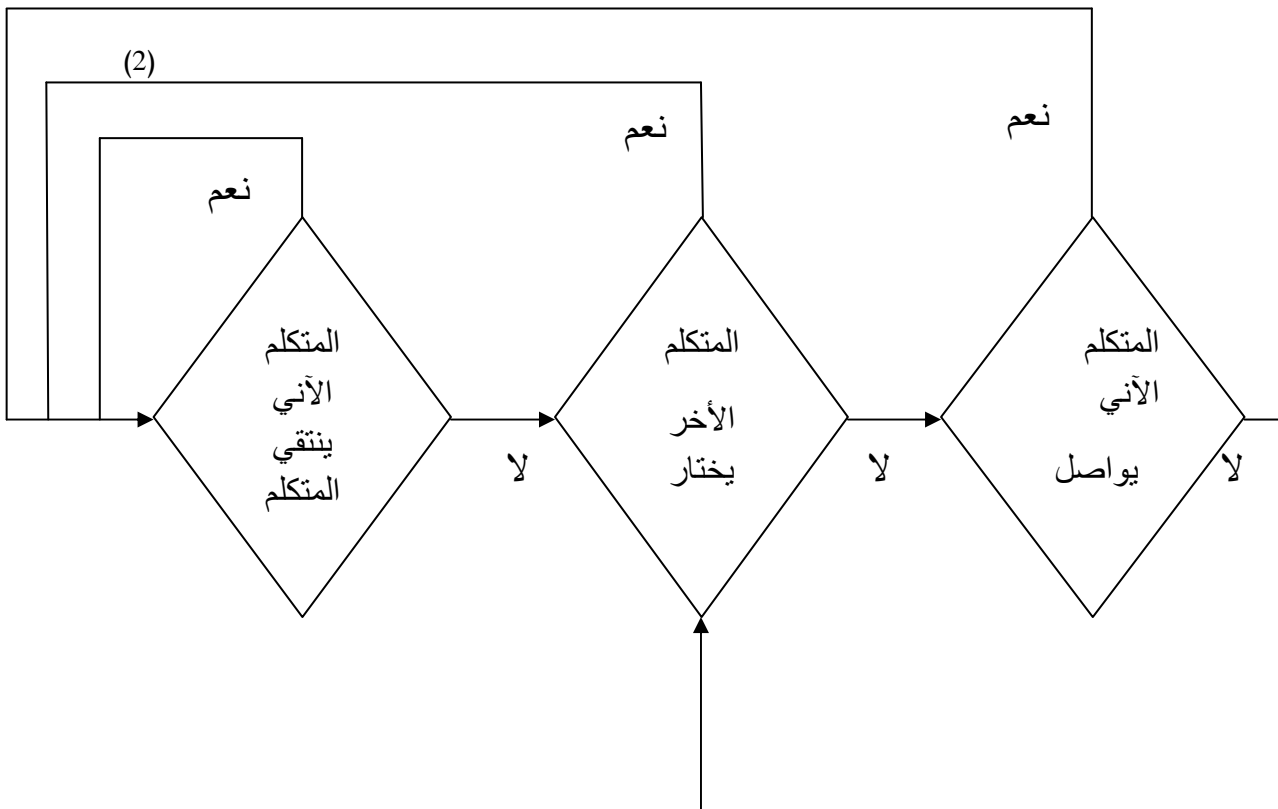 (2)
نعم
نعم
نعم
المتكلم
الآني
ينتقي
المتكلم
لا
المتكلم
الأخر
يختار
لا
المتكلم
الآني
يواصل
لا